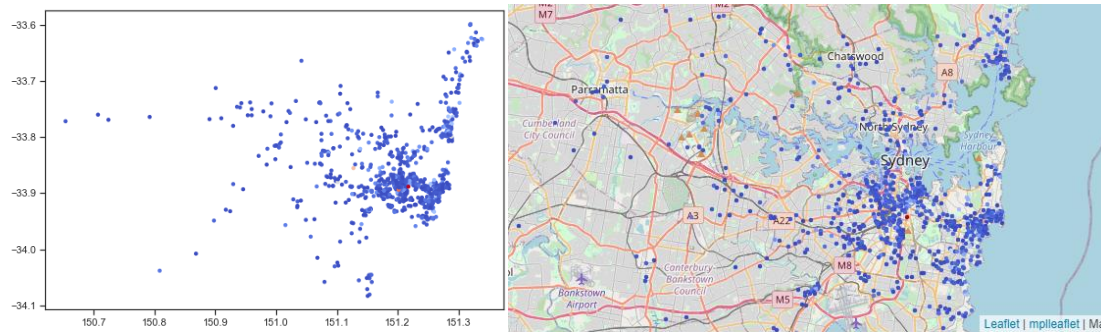 -33.6
-33.7
-33.8
-33.9
-34.0
-34.1
150.7 150.8 150.9 151.0 151.1 151.2 151.3
M2
M7
M2
Chatswood
A8
Parramatta
Cumberland
City Council
North Sydney
Sydney
Harbour
Sydney
A3
A22
M8
Canterbury-
Bankstown
Council
Bankstown
Airport
M5
ol
Leaflet | mplleaflet | Ma